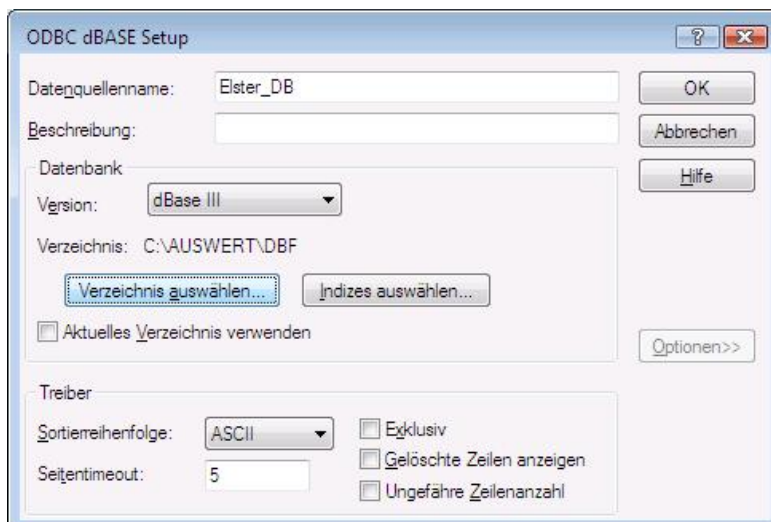 ODBC dBASE Setup
Datenquellenname: Elster_DB
OK
Beschreibung:
Abbrechen
Datenbank
Hilfe
Version: dBase III
Verzeichnis: C:\AUSWERT\DBF
Verzeichnis auswählen... Indizes auswählen...
Aktuelles Verzeichnis verwenden
Optionen>>
Treiber
Sortierreihenfolge: ASCII
Exklusiv
Gelöschte Zeilen anzeigen
Seitentimeout: 5
Ungefähre Zeilenanzahl